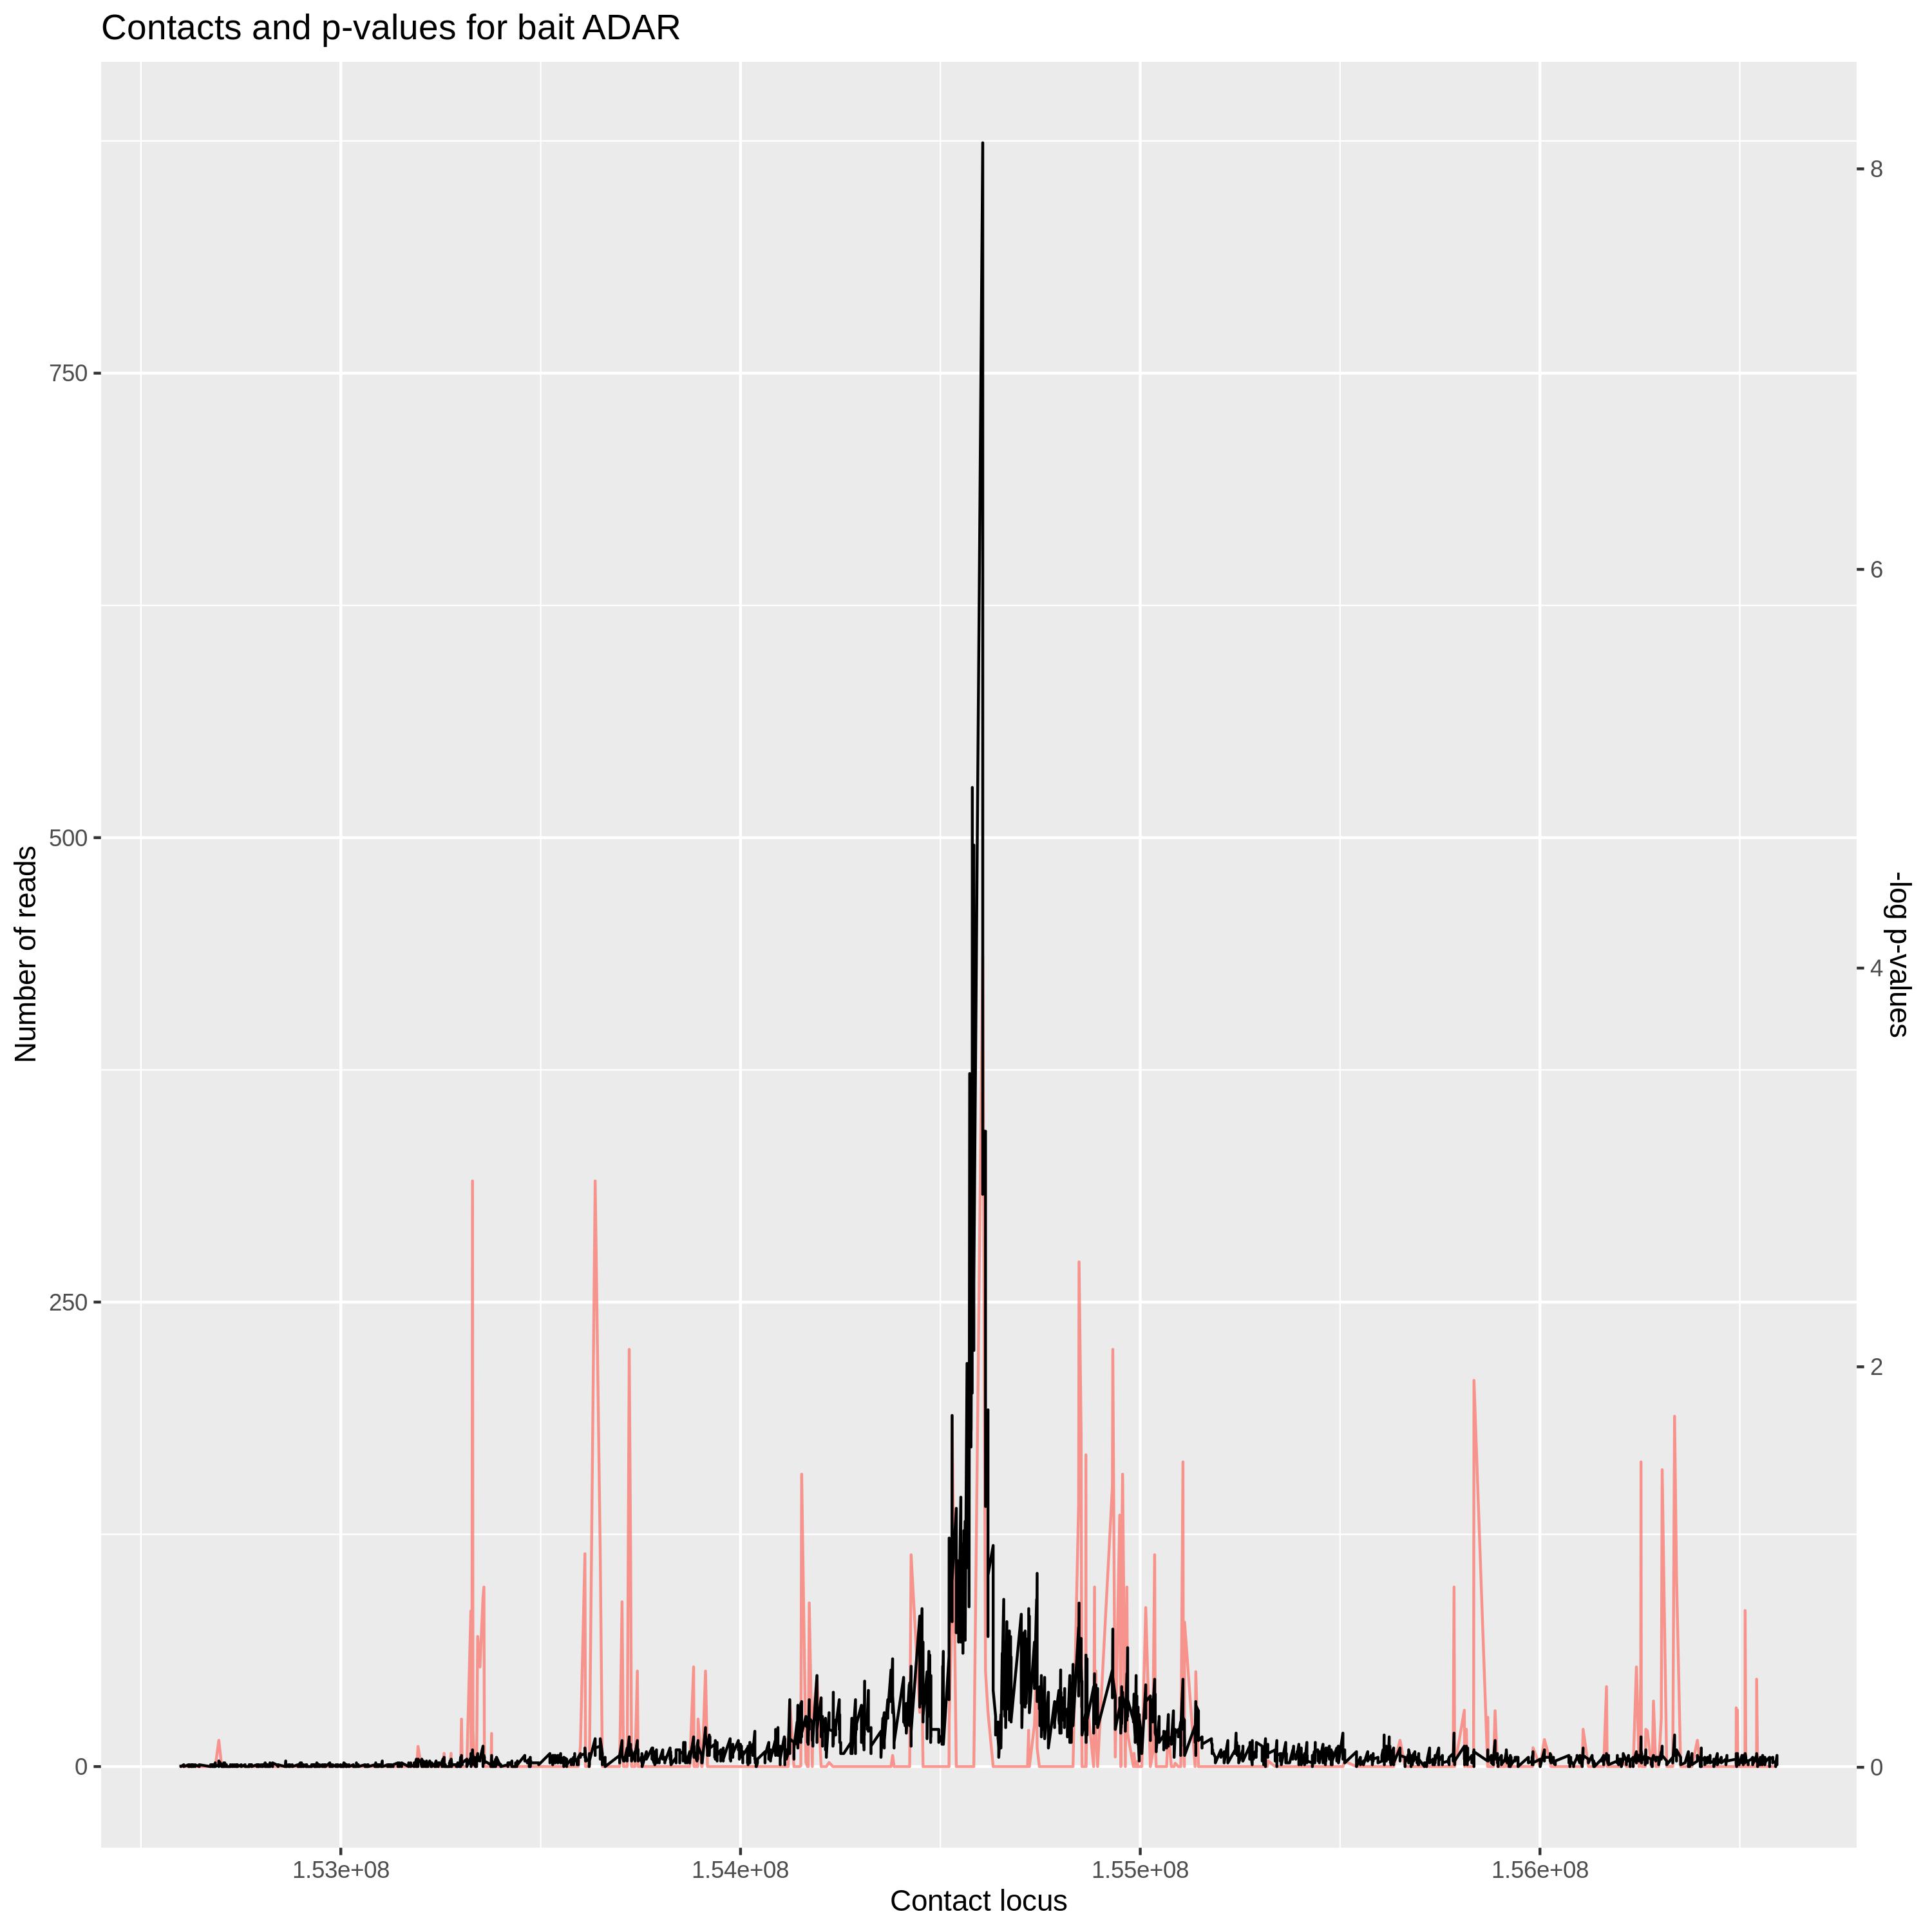 Contacts and p-values for bait ADAR
750
500
250
0
Number of reads
8
6
4
2
0
-log p-values
1.53e+08
1.54e+08
1.55e+08
1.56e+08
Contact locus